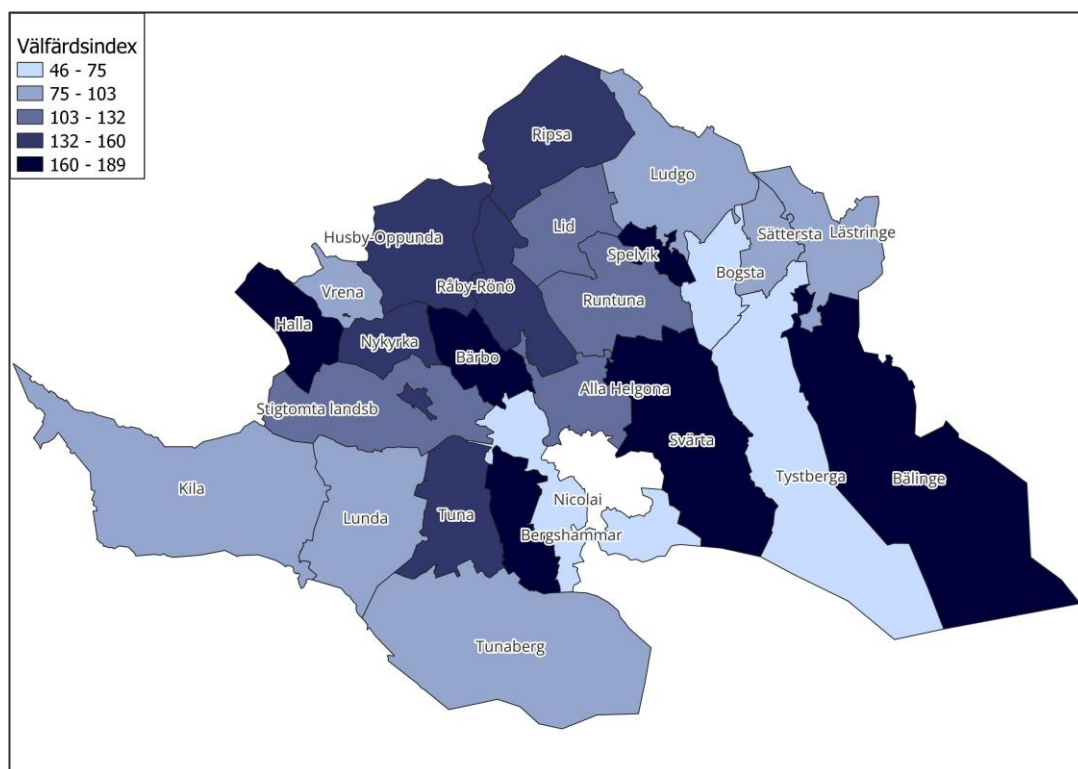 Välfärdsindex
46 - 75
75 - 103
103 - 132
132 - 160
160 - 189
Ripsa
Ludgo
Husby-Oppunda
Lid
Sättersta
Lästringe
Spelvik
Bogsta
Vrena
Råby-Rönö
Runtuna
Halla
Nykyrka
Bärbo
Alla Helgona
Stigtomta landsb
Svärta
Tystberga
Bälinge
Kila
Lunda
Tuna
Nicolai
Bergshammar
Tunaberg